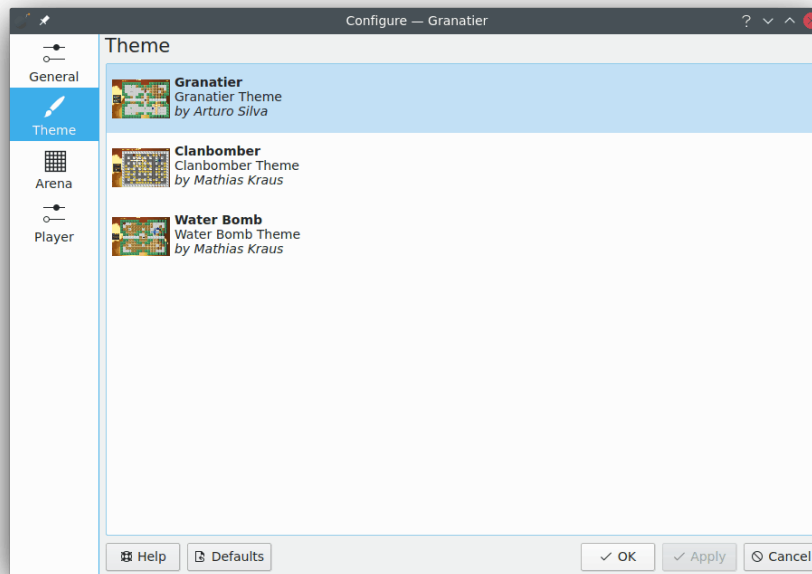 Configure — Granatier
?
General
Theme
Arena
Player
Theme
Granatier
Granatier Theme
by Arturo Silva
Clanbomber
Clanbomber Theme
by Mathias Kraus
Water Bomb
Water Bomb Theme
by Mathias Kraus
Help
Defaults
OK
Apply
Cancel